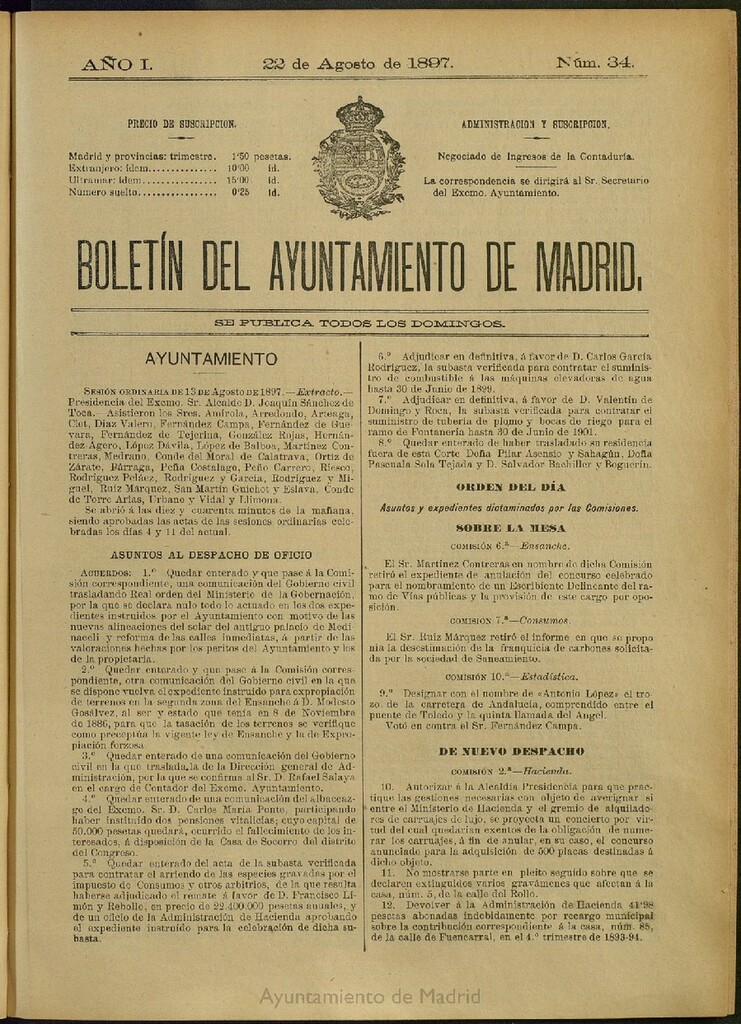 AÑO I.
22 de Agosto de 1897.
Núm. 34.
PRECIO DE SUSCRIPCION.
Madrid y provincias: trimestre. 1'50 pesetas.
Extranjero: ídem.............. 10'00 íd.
Ultramar: ídem............... 15'00 íd.
Número suelto............... 0'25 íd.
ADMINISTRACION Y SUSCRIPCION.
Negociado de Ingresos de la Contaduría.
La correspondencia se dirigirá al Sr. Secretario
del Excmo. Ayuntamiento.
BOLETÍN DEL AYUNTAMIENTO DE MADRID.
SE PUBLICA TODOS LOS DOMINGOS.
AYUNTAMIENTO
SESIÓN ORDINARIA DE 13 DE Agosto DE 1897.—Extracto.—
Presidencia del Excmo. Sr. Alcalde D. Joaquín Sánchez de
Toca.—Asistieron los Sres. Amírola, Arredondo, Arteaga,
Clot, Díaz Valero, Fernández Campa, Fernández de Gue-
vara, Fernández de Tejerina, González Rojas, Hernán-
dez Agero, López Dávila, López de Balboa, Martínez Con-
treras, Medrano, Conde del Moral de Calatrava, Ortiz de
Zárate, Párraga, Peña Costalago, Peño Carrero, Riesco,
Rodríguez Peláez, Rodríguez y García, Rodríguez y Mi-
guel, Ruíz Márquez, San Martín Guichot y Eslava, Conde
de Torre Arias, Urbano y Vidal y Llimona.
Se abrió á las diez y cuarenta minutos de la mañana,
siendo aprobadas las actas de las sesiones ordinarias cele-
bradas los días 4 y 11 del actual.
ASUNTOS AL DESPACHO DE OFICIO
ACUERDOS: 1.º Quedar enterado y que pase á la Comi-
sión correspondiente, una comunicación del Gobierno civil
trasladando Real orden del Ministerio de la Gobernación,
por la que se declara nulo todo lo actuado en los dos expe-
dientes instruidos por el Ayuntamiento con motivo de las
nuevas alineaciones del solar del antiguo palacio de Medi-
naceli y reforma de las calles inmediatas, á partir de las
valoraciones hechas por los peritos del Ayuntamiento y los
de la propietaria.
2.º Quedar enterado y que pase á la Comisión corres-
pondiente, otra comunicación del Gobierno civil en la que
se dispone vuelva el expediente instruído para expropiación
de terrenos en la segunda zona del Ensanche á D. Modesto
Gosálvez, al ser y estado que tenía en 8 de Noviembre
de 1886, para que la tasación de los terrenos se verifique
como preceptúa la vigente ley de Ensanche y la de Expro-
piación forzosa
3.º Quedar enterado de una comunicación del Gobierno
civil en la que traslada, la de la Dirección general de Ad-
ministración, por la que se confirma al Sr. D. Rafael Salaya
en el cargo de Contador del Excmo. Ayuntamiento.
4.º Quedar enterado de una comunicación del albaceaz-
go del Excmo. Sr. D. Carlos María Ponte, participando
haber instituido dos pensiones vitalicias; cuyo capital de
50.000 pesetas quedará, ocurrido el fallecimiento de los in-
teresados, á disposición de la Casa de Socorro del distrito
del Congreso.
5.º Quedar enterado del acta de la subasta verificada
para contratar el arriendo de las especies gravadas por el
impuesto de Consumos y otros arbitrios, de la que resulta
haberse adjudicado el remate á favor de D. Francisco Li-
món y Rebollo, en precio de 22.400.000 pesetas anuales, y
de un oficio de la Administración de Hacienda aprobando
el expediente instruído para la celebración de dicha su-
basta.
6.º Adjudicar en definitiva, á favor de D. Carlos García
Rodríguez, la subasta verificada para contratar el suminis-
tro de combustible á las máquinas elevadoras de agua
hasta 30 de Junio de 1899.
7.º Adjudicar en definitiva, á favor de D. Valentín de
Domingo y Roca, la subasta verificada para contratar el
suministro de tubería de plomo y bocas de riego para el
ramo de Fontanería hasta 30 de Junio de 1901.
8.º Quedar enterado de haber trasladado su residencia
fuera de esta Corte Doña Pilar Asensio y Sahagún, Doña
Pascuala Sola Tejada y D. Salvador Bachiller y Boguerín.
ORDEN DEL DÍA
Asuntos y expedientes dictaminados por las Comisiones.
SOBRE LA MESA
COMISIÓN 6.ª—Ensanche.
El Sr. Martínez Contreras en nombre de dicha Comisión
retiró el expediente de anulación del concurso celebrado
para el nombramiento de un Escribiente Delineante del ra-
mo de Vías públicas y la provisión de este cargo por opo-
sición.
COMISIÓN 7.ª—Consumos.
El Sr. Ruíz Márquez retiró el informe en que se propo
nía la desestimación de la franquicia de carbones solicita-
da por la sociedad de Saneamiento.
COMISIÓN 10.ª—Estadística.
9.º Designar con el nombre de «Antonio López» el tro-
zo de la carretera de Andalucía, comprendido entre el
puente de Toledo y la quinta llamada del Angel.
Votó en contra el Sr. Fernández Campa.
DE NUEVO DESPACHO
COMISIÓN 2.ª—Hacienda.
10. Autorizar á la Alcaldía Presidencia para que prac-
tique las gestiones necesarias con objeto de averignar si
entre el Ministerio de Hacienda y el gremio de alquilado-
res de carruajes de lujo, se proyecta un concierto por vir-
tud del cual quedarían exentos de la obligación de nume-
rar los carruajes, á fin de anular, en su caso, el concurso
anunciado para la adquisición de 500 placas destinadas á
dicho objeto.
11. No mostrarse parte en pleito seguido sobre que se
declaren extinguidos varios gravámenes que afectan á la
casa, núm. 5, de la calle del Rollo.
12. Devolver á la Administración de Hacienda 41'98
pesetas abonadas indebidamente por recargo municipal
sobre la contribución correspondiente á la casa, núm. 85,
de la calle de Fuencarral, en el 4.º trimestre de 1893-94.
Ayuntamiento de Madrid